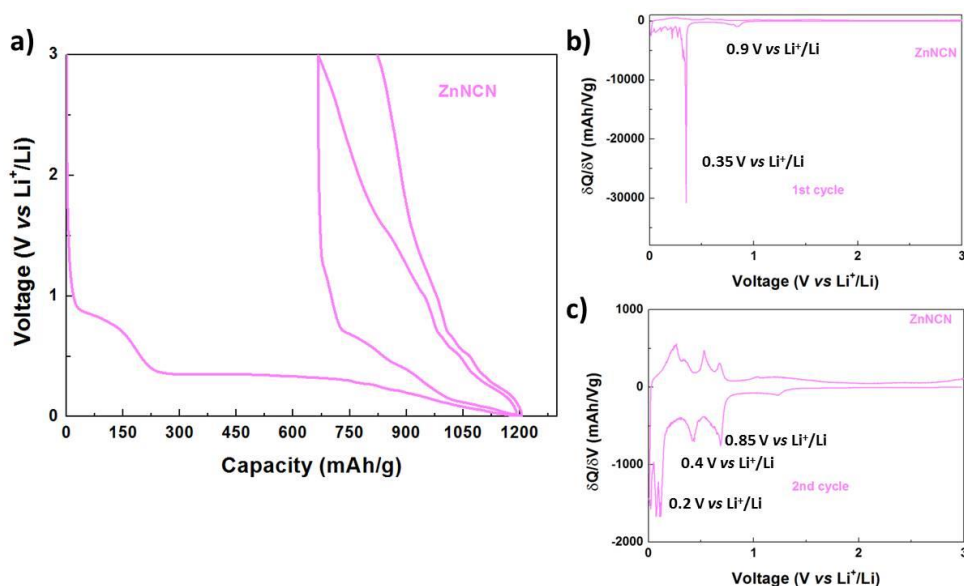 a)
ZnNCN
Voltage (V vs Li⁺/Li)
3
2
1
0
0 150 300 450 600 750 900 1050 1200
Capacity (mAh/g)
b)
0.9 V vs Li⁺/Li
ZnNCN
0.35 V vs Li⁺/Li
1st cycle
δQ/δV (mAh/Vg)
0
-10000
-20000
-30000
0 1 2 3
Voltage (V vs Li⁺/Li)
c)
ZnNCN
0.85 V vs Li⁺/Li
0.4 V vs Li⁺/Li
2nd cycle
0.2 V vs Li⁺/Li
δQ/δV (mAh/Vg)
1000
0
-1000
-2000
0 1 2 3
Voltage (V vs Li⁺/Li)